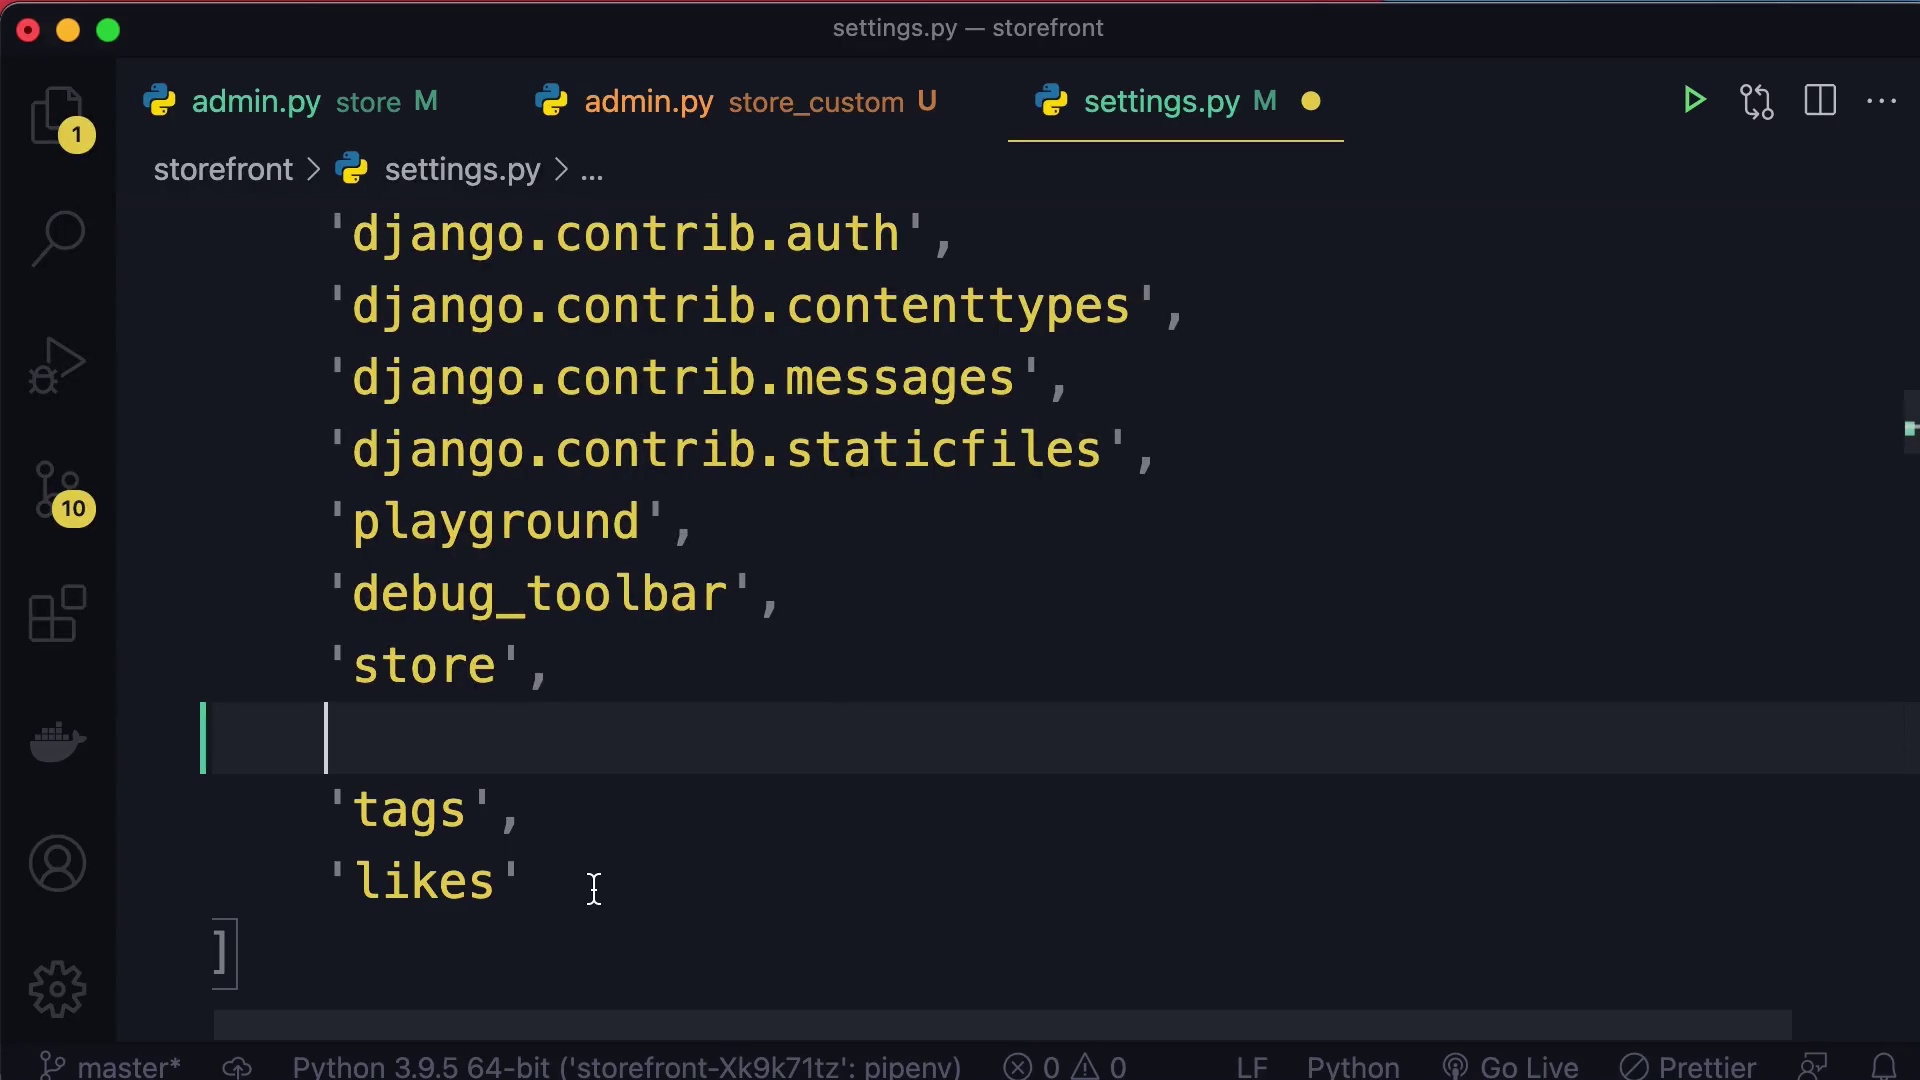 settings.py — storefront
admin.py store M admin.py store_custom U settings.py M
storefront > settings.py > ...
1
'django.contrib.auth',
'django.contrib.contenttypes',
'django.contrib.messages',
'django.contrib.staticfiles',
10
'playground',
'debug_toolbar',
'store',
'tags',
'likes'
]
master* Python 3.9.5 64-bit ('storefront-Xk9k71tz': pipenv) 0 0 LF Python Go Live Prettier